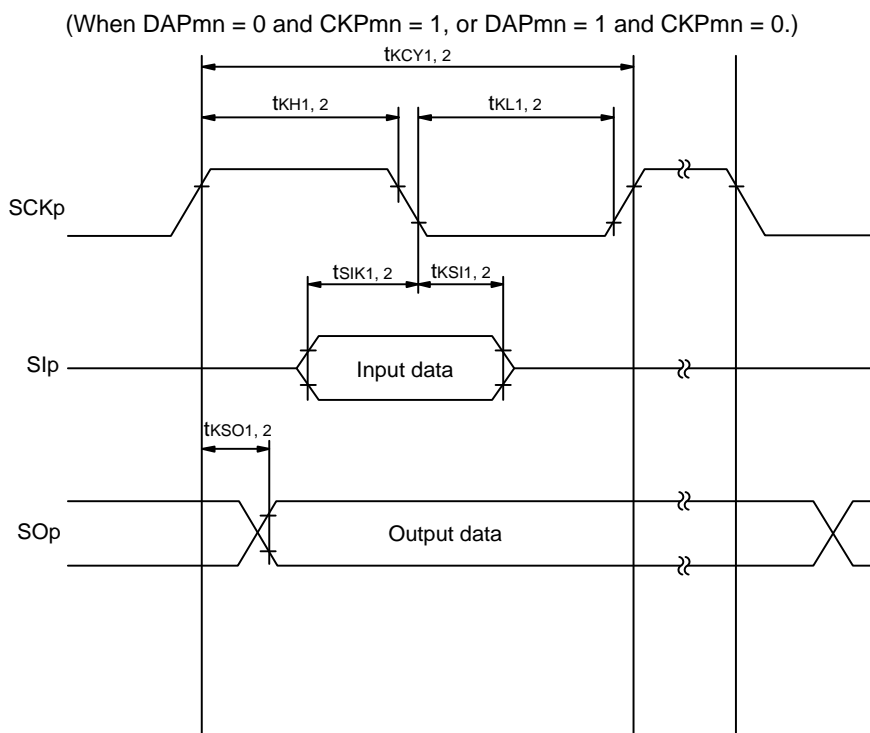 (When DAPmn = 0 and CKPmn = 1, or DAPmn = 1 and CKPmn = 0.)
tKCY1, 2
tKH1, 2
tKL1, 2
SCKp
tSIK1, 2
tKSI1, 2
SIp
Input data
tKSO1, 2
SOp
Output data